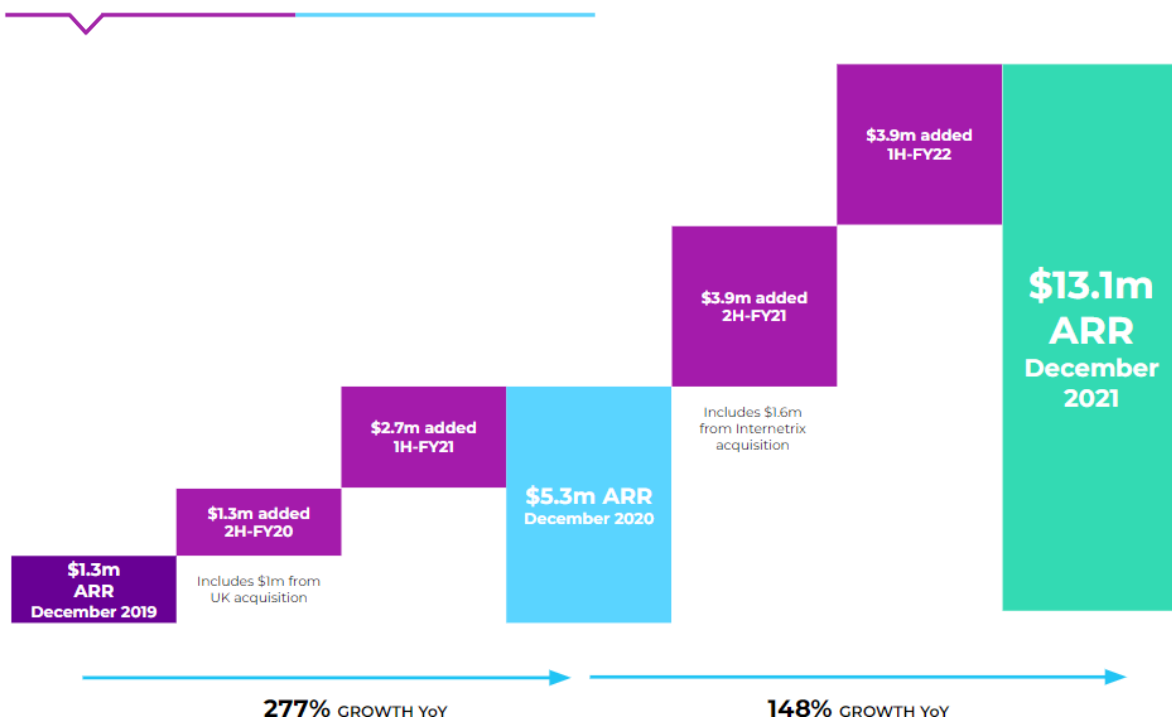 $3.9m added
1H-FY22
$13.1m
ARR
December
2021
$3.9m added
2H-FY21
Includes $1.6m
from Internetrix
acquisition
$2.7m added
1H-FY21
$5.3m ARR
December 2020
$1.3m added
2H-FY20
Includes $1m from
UK acquisition
$1.3m
ARR
December 2019
277% GROWTH YoY
148% GROWTH YoY